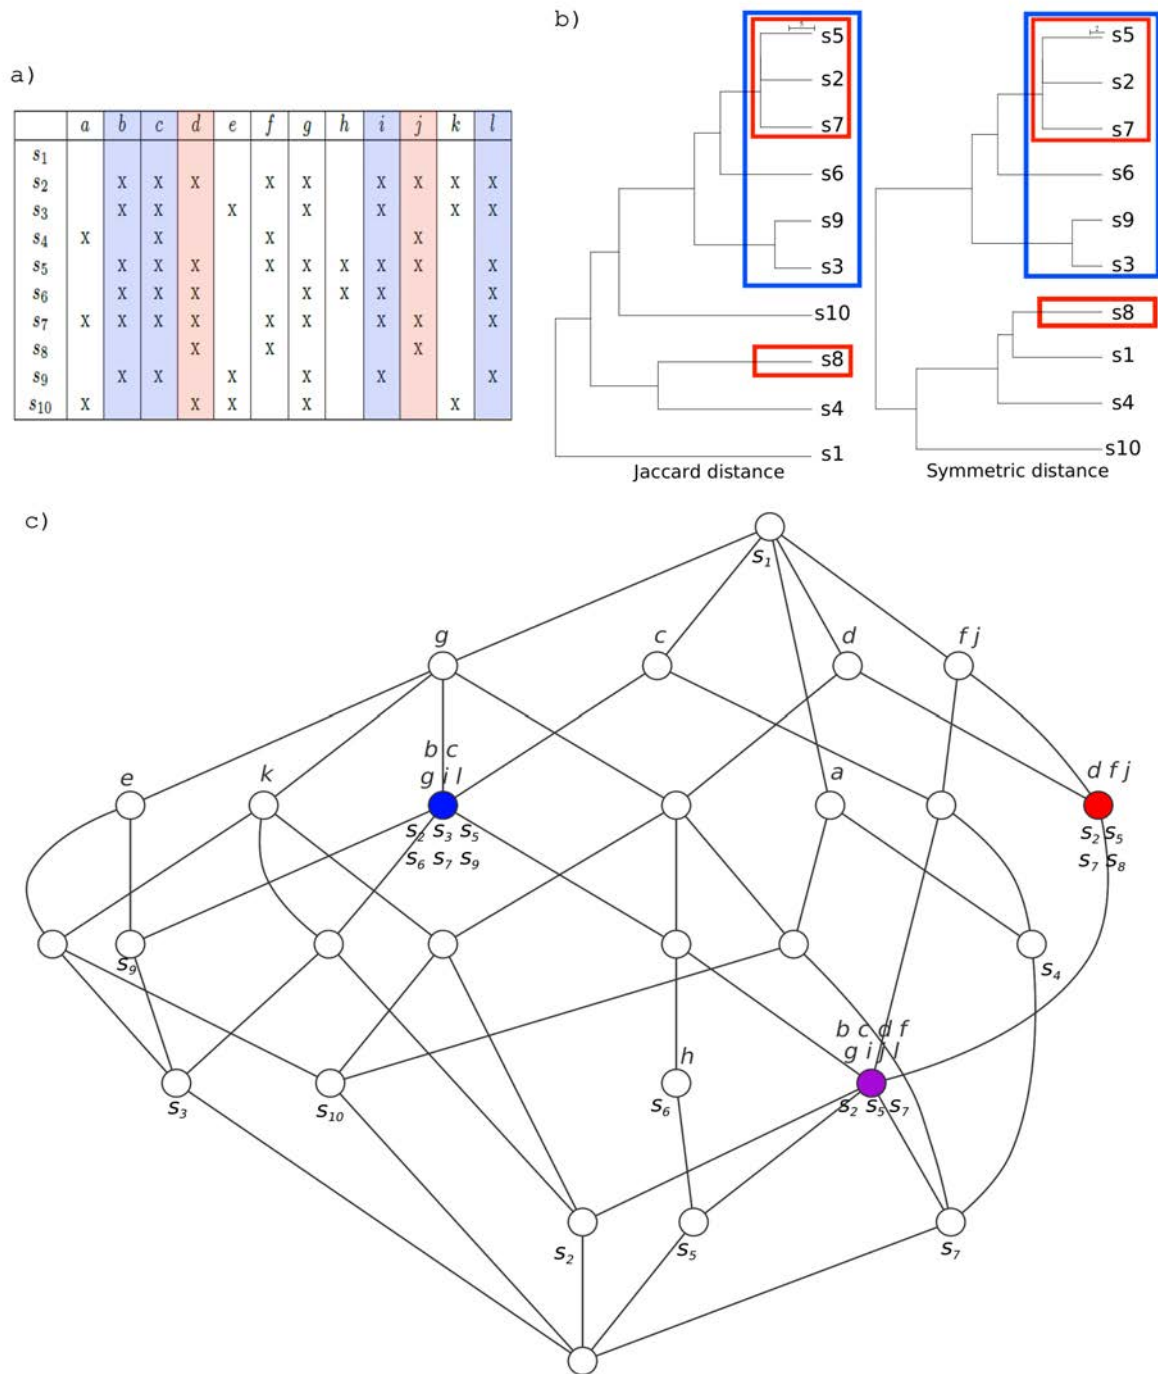 a)
a b c d e f g h i j k l
s1
s2 x x x x x x x x x
s3 x x x x x x x
s4 x x x x
s5 x x x x x x x x x
s6 x x x x x x x
s7 x x x x x x x x x
s8 x x x
s9 x x x x x x
s10 x x x x x
b)
s5
s2
s7
s6
s9
s3
s10
s8
s4
s1
Jaccard distance
s5
s2
s7
s6
s9
s3
s8
s1
s4
s10
Symmetric distance
c)
s1
g c d f j
b c
e k g i l a d f j
s2 s3 s5 s2 s5
s6 s7 s9 s7 s8
s9 s4
b c d f
h g i j l
s3 s10 s6 s2 s5 s7
s2 s5 s7